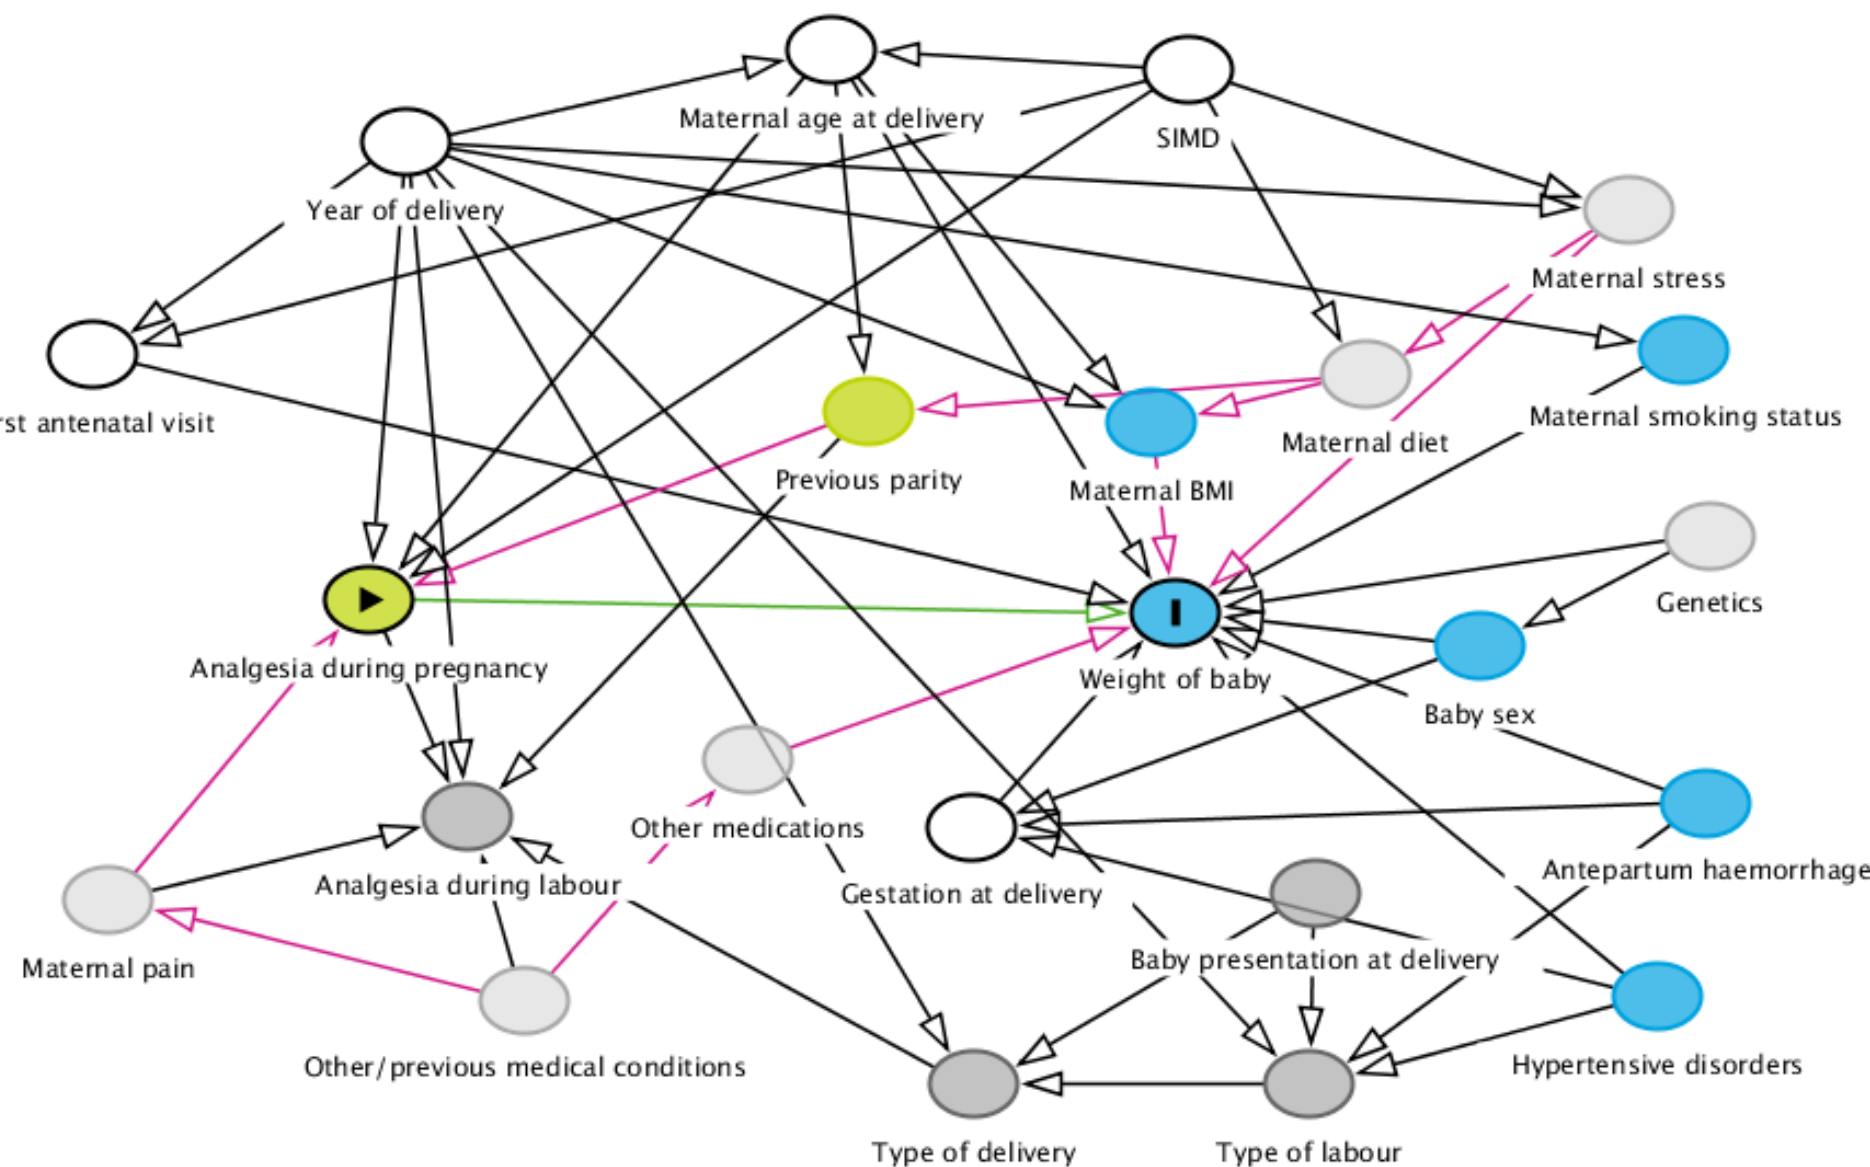 Maternal age at delivery
SIMD
Year of delivery
Maternal stress
antenatal visit
Maternal smoking status
Maternal diet
Previous parity
Maternal BMI
Genetics
Analgesia during pregnancy
Weight of baby
Baby sex
Other medications
Antepartum haemorrhage
Analgesia during labour
Gestation at delivery
Baby presentation at delivery
Maternal pain
Other/previous medical conditions
Hypertensive disorders
Type of delivery
Type of labour